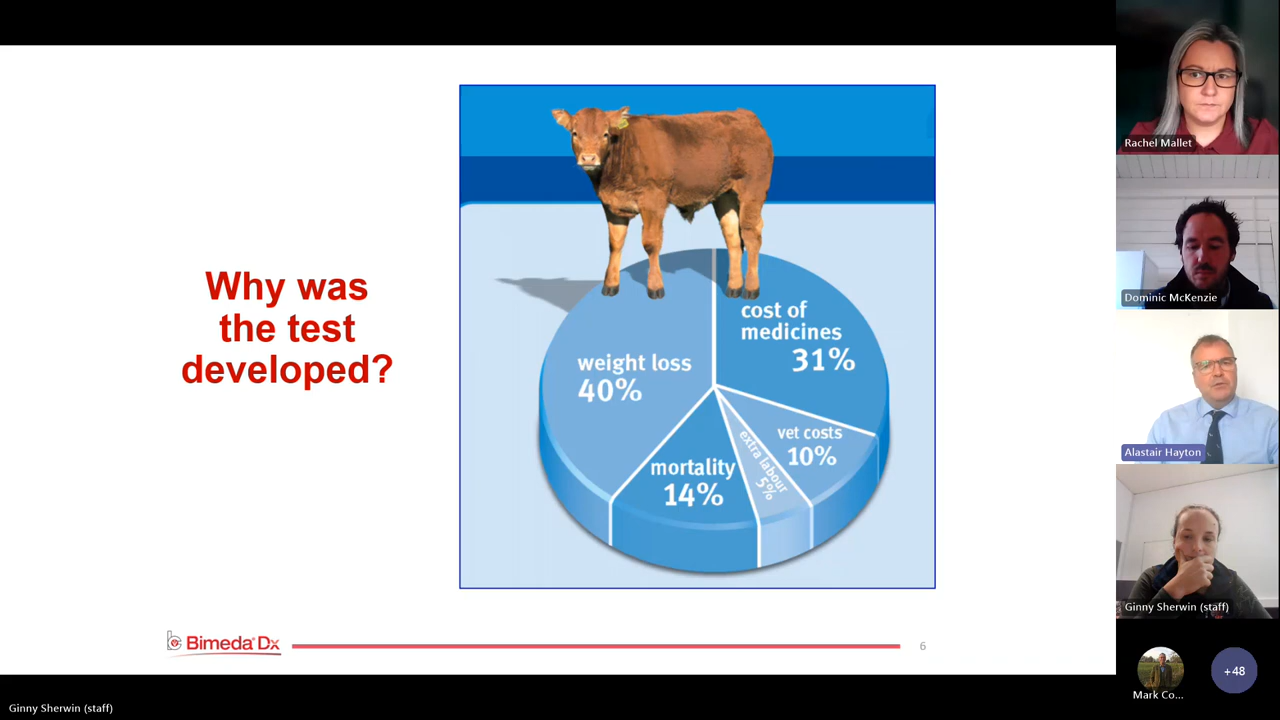 Why was
the test
developed?
cost of
medicines
31%
weight loss
40%
vet costs
10%
extra labour
5%
mortality
14%
Bimeda® Dx
6
Rachel Mallet
Dominic McKenzie
Alastair Hayton
Ginny Sherwin (staff)
Mark Co...
+48
Ginny Sherwin (staff)